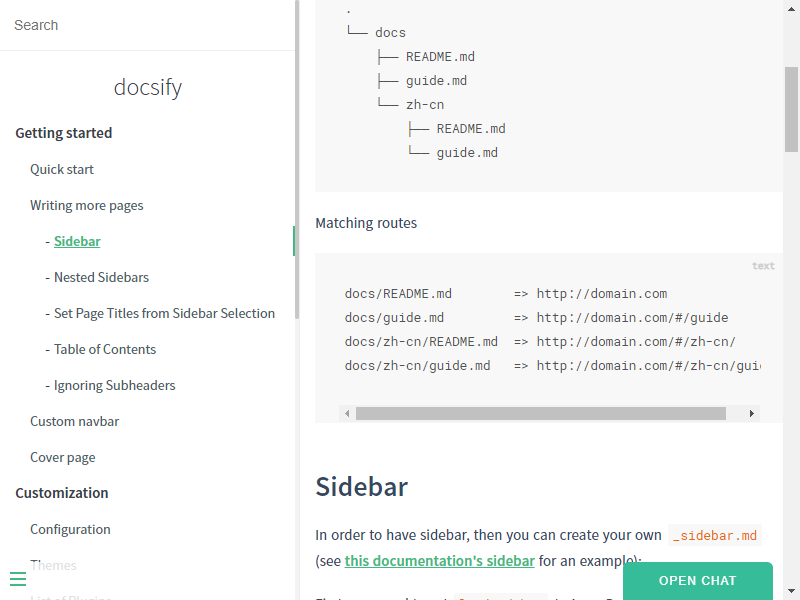 Search
docsify
Getting started
Quick start
Writing more pages
- Sidebar
- Nested Sidebars
- Set Page Titles from Sidebar Selection
- Table of Contents
- Ignoring Subheaders
Custom navbar
Cover page
Customization
Configuration
Themes
List of Plugins
.
└── docs
├── README.md
├── guide.md
└── zh-cn
├── README.md
└── guide.md
Matching routes
text
docs/README.md => http://domain.com
docs/guide.md => http://domain.com/#/guide
docs/zh-cn/README.md => http://domain.com/#/zh-cn/
docs/zh-cn/guide.md => http://domain.com/#/zh-cn/gui
Sidebar
In order to have sidebar, then you can create your own _sidebar.md
(see this documentation's sidebar for an example):
OPEN CHAT